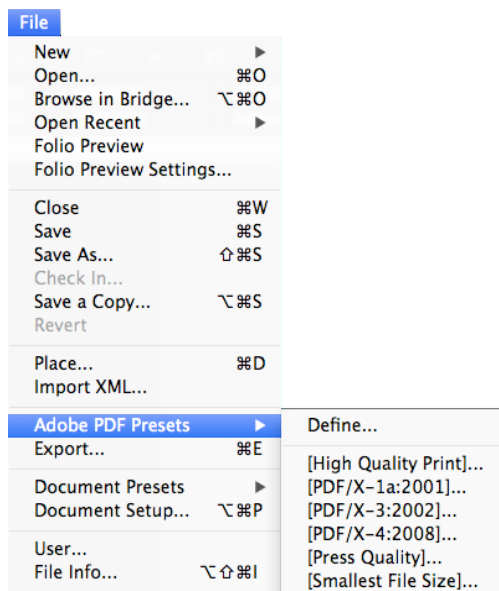 File
New ▶
Open... ⌘O
Browse in Bridge... ⌥⌘O
Open Recent ▶
Folio Preview
Folio Preview Settings...
Close ⌘W
Save ⌘S
Save As... ⇧⌘S
Check In...
Save a Copy... ⌥⌘S
Revert
Place... ⌘D
Import XML...
Adobe PDF Presets ▶
Define...
Export... ⌘E
[High Quality Print]...
Document Presets ▶
[PDF/X-1a:2001]...
Document Setup... ⌥⌘P
[PDF/X-3:2002]...
[PDF/X-4:2008]...
User...
[Press Quality]...
File Info... ⌥⇧⌘I
[Smallest File Size]...